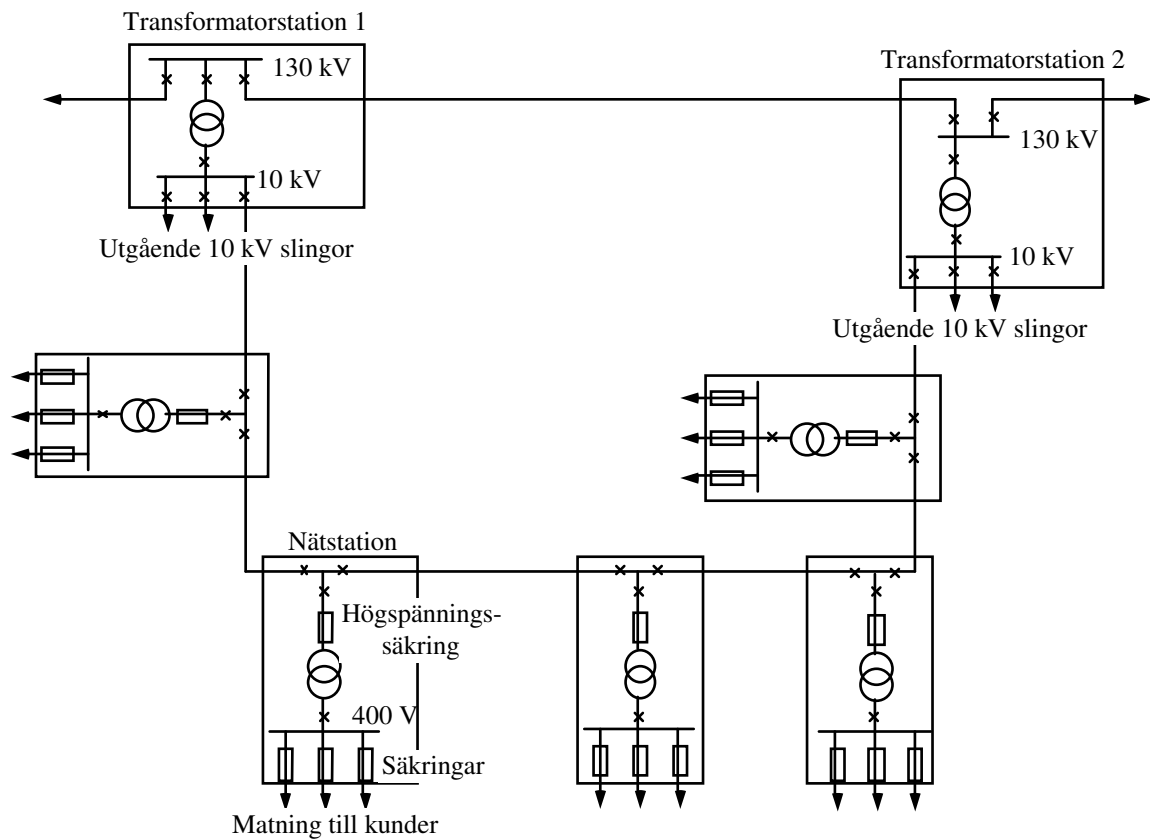 Transformatorstation 1
130 kV
Transformatorstation 2
130 kV
10 kV
Utgående 10 kV slingor
10 kV
Utgående 10 kV slingor
Nätstation
Högspännings-
säkring
400 V
Säkringar
Matning till kunder